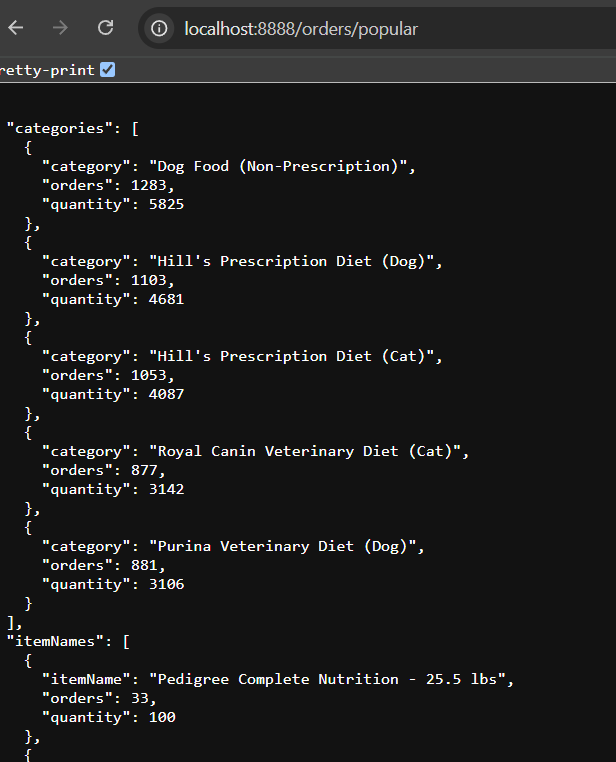 localhost:8888/orders/popular
retty-print
"categories": [
{
"category": "Dog Food (Non-Prescription)",
"orders": 1283,
"quantity": 5825
},
{
"category": "Hill's Prescription Diet (Dog)",
"orders": 1103,
"quantity": 4681
},
{
"category": "Hill's Prescription Diet (Cat)",
"orders": 1053,
"quantity": 4087
},
{
"category": "Royal Canin Veterinary Diet (Cat)",
"orders": 877,
"quantity": 3142
},
{
"category": "Purina Veterinary Diet (Dog)",
"orders": 881,
"quantity": 3106
}
],
"itemNames": [
{
"itemName": "Pedigree Complete Nutrition - 25.5 lbs",
"orders": 33,
"quantity": 100
},
{